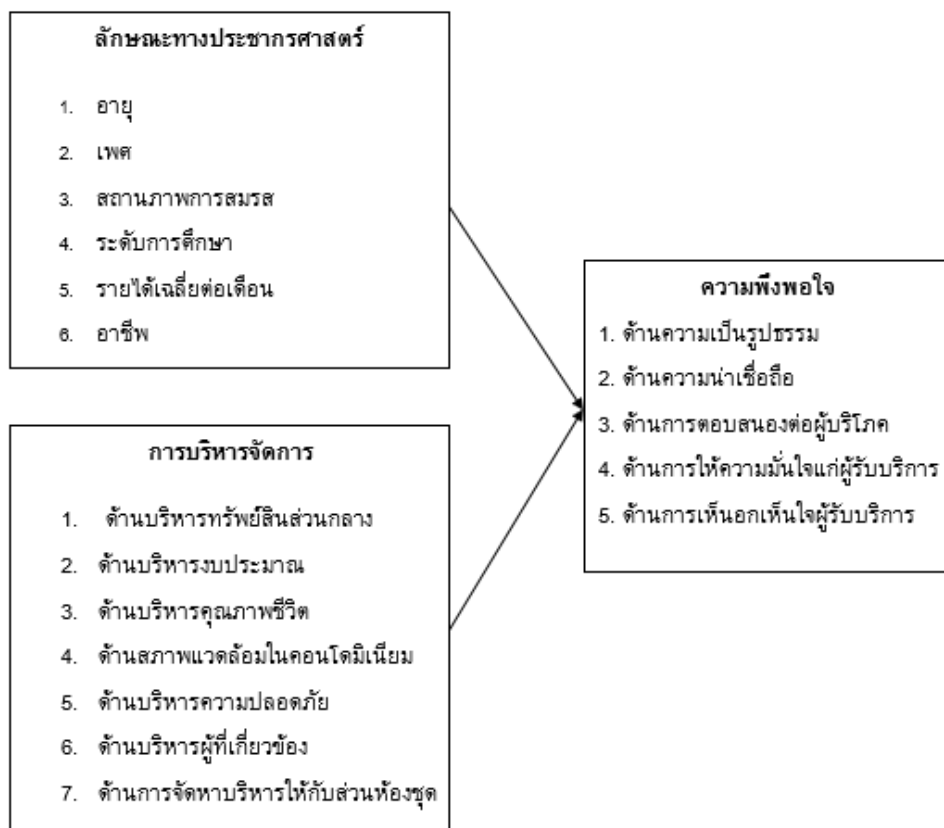 ลักษณะทางประชากรศาสตร์
1. อายุ
2. เพศ
3. สถานภาพการสมรส
4. ระดับการศึกษา
5. รายได้เฉลี่ยต่อเดือน
6. อาชีพ
การบริหารจัดการ
1. ด้านบริหารทรัพย์สินส่วนกลาง
2. ด้านบริหารงบประมาณ
3. ด้านบริหารคุณภาพชีวิต
4. ด้านสภาพแวดล้อมในคอนโดมิเนียม
5. ด้านบริหารความปลอดภัย
6. ด้านบริหารผู้ที่เกี่ยวข้อง
7. ด้านการจัดหาบริหารให้กับส่วนห้องชุด
ความพึงพอใจ
1. ด้านความเป็นรูปธรรม
2. ด้านความน่าเชื่อถือ
3. ด้านการตอบสนองต่อผู้บริโภค
4. ด้านการให้ความมั่นใจแก่ผู้รับบริการ
5. ด้านการเห็นอกเห็นใจผู้รับบริการ